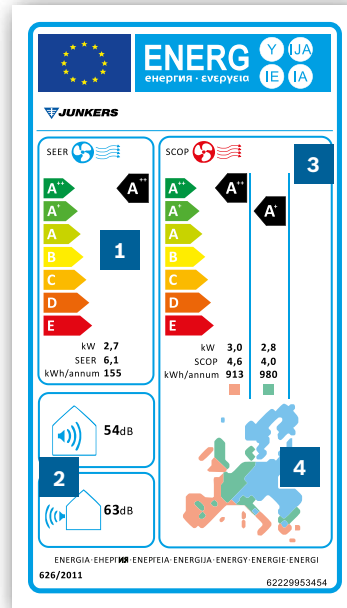 ENERG Y IJA
енергия · ενεργεια IE IA
JUNKERS
SEER
A++ A++
A+
A
B
C
D
E
kW 2,7
SEER 6,1
kWh/annum 155
1
SCOP
3
A++ A++
A+ A+
A
B
C
D
E
kW 3,0 2,8
SCOP 4,6 4,0
kWh/annum 913 980
54dB
2
63dB
4
ENERGIA·ЕНЕРГИЯ·ΕΝΕΡΓΕΙΑ·ENERGIJA·ENERGY·ENERGIE·ENERGI
626/2011
62229953454